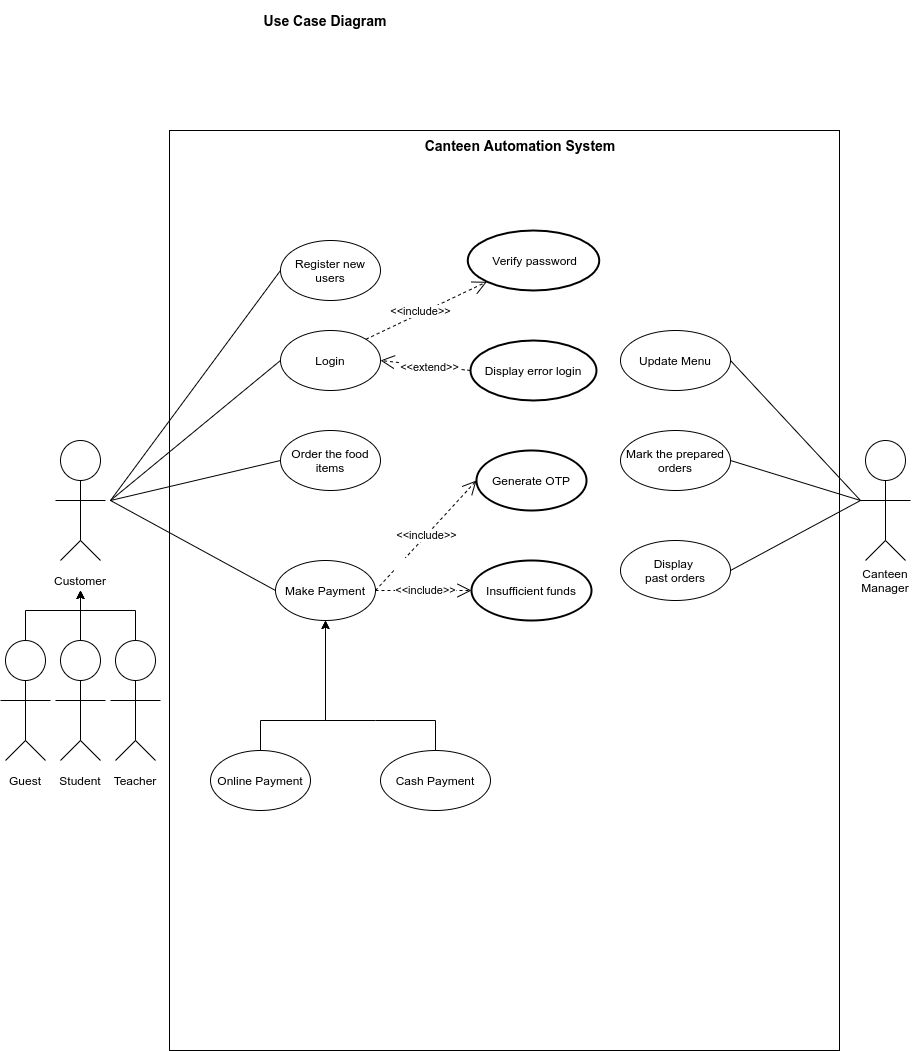 Use Case Diagram
Canteen Automation System
Register new
users
Verify password
<<include>>
Login
<<extend>>
Display error login
Update Menu
Order the food
items
Generate OTP
Mark the prepared
orders
<<include>>
Make Payment
<<include>>
Insufficient funds
Display
past orders
Customer
Canteen
Manager
Guest
Student
Teacher
Online Payment
Cash Payment